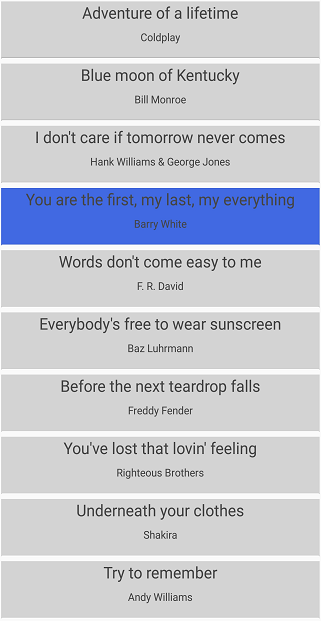 Adventure of a lifetime
Coldplay
Blue moon of Kentucky
Bill Monroe
I don't care if tomorrow never comes
Hank Williams & George Jones
You are the first, my last, my everything
Barry White
Words don't come easy to me
F. R. David
Everybody's free to wear sunscreen
Baz Luhrmann
Before the next teardrop falls
Freddy Fender
You've lost that lovin' feeling
Righteous Brothers
Underneath your clothes
Shakira
Try to remember
Andy Williams